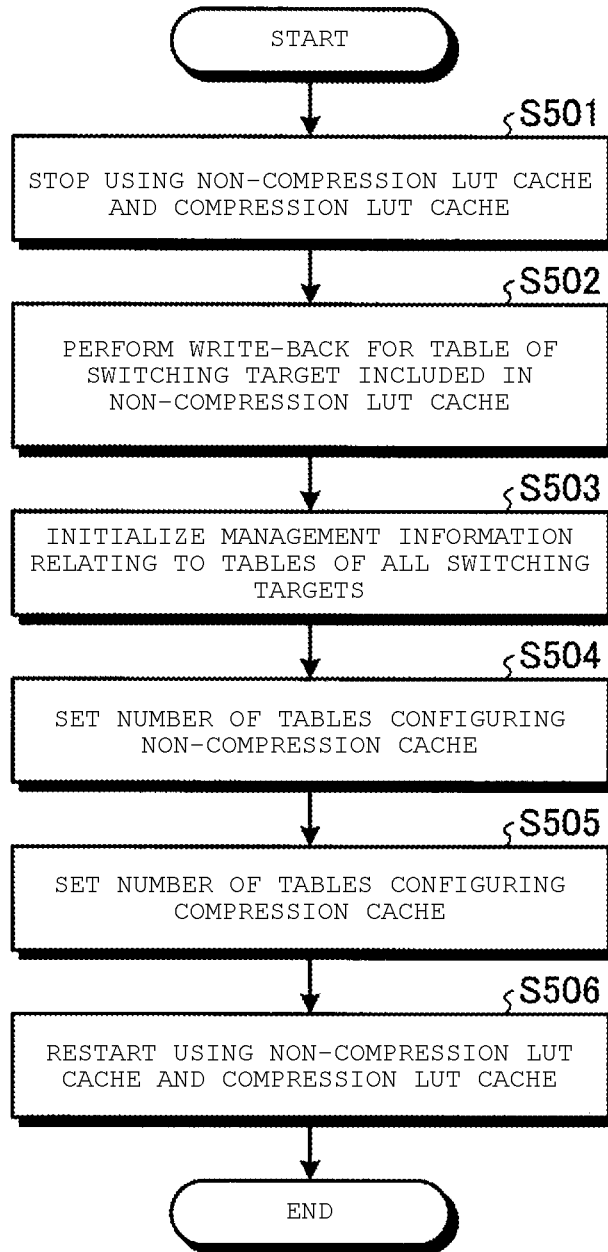 START
S501
STOP USING NON-COMPRESSION LUT CACHE
AND COMPRESSION LUT CACHE
S502
PERFORM WRITE-BACK FOR TABLE OF
SWITCHING TARGET INCLUDED IN
NON-COMPRESSION LUT CACHE
S503
INITIALIZE MANAGEMENT INFORMATION
RELATING TO TABLES OF ALL SWITCHING
TARGETS
S504
SET NUMBER OF TABLES CONFIGURING
NON-COMPRESSION CACHE
S505
SET NUMBER OF TABLES CONFIGURING
COMPRESSION CACHE
S506
RESTART USING NON-COMPRESSION LUT
CACHE AND COMPRESSION LUT CACHE
END